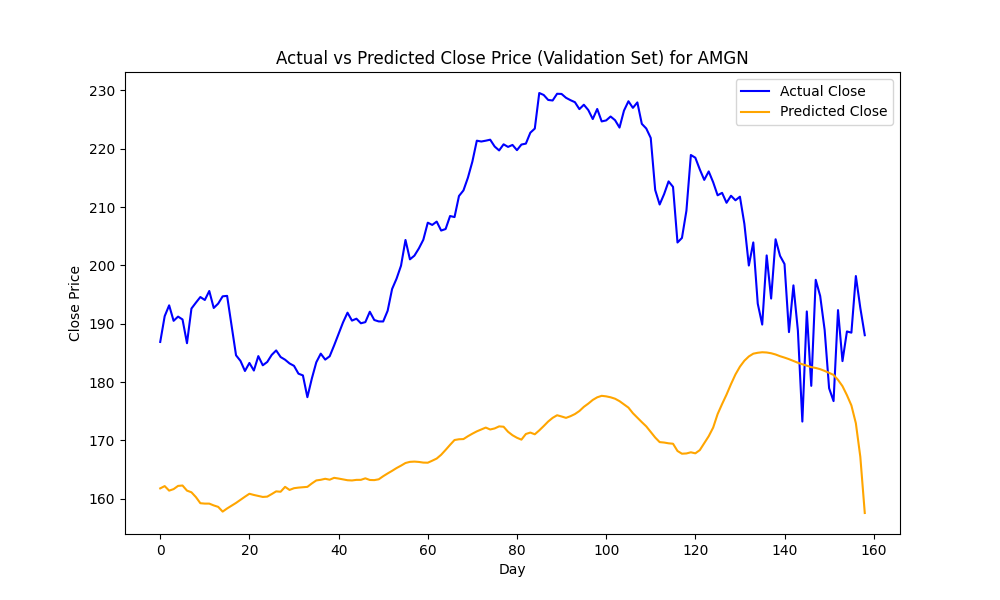 Actual vs Predicted Close Price (Validation Set) for AMGN
Actual Close
Predicted Close
Close Price
230
220
210
200
190
180
170
160
0 20 40 60 80 100 120 140 160
Day